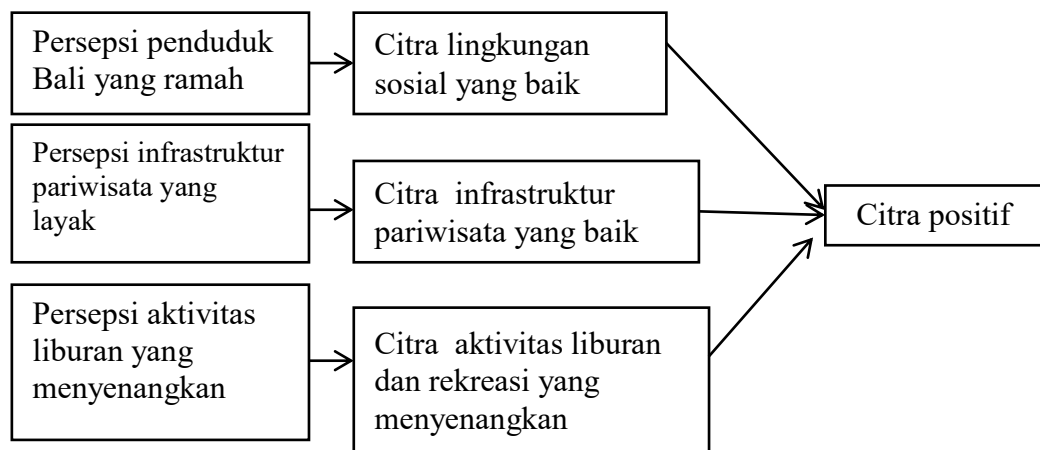 Persepsi penduduk
Bali yang ramah
Citra lingkungan
sosial yang baik
Persepsi infrastruktur
pariwisata yang
layak
Citra  infrastruktur
pariwisata yang baik
Citra positif
Persepsi aktivitas
liburan yang
menyenangkan
Citra  aktivitas liburan
dan rekreasi yang
menyenangkan